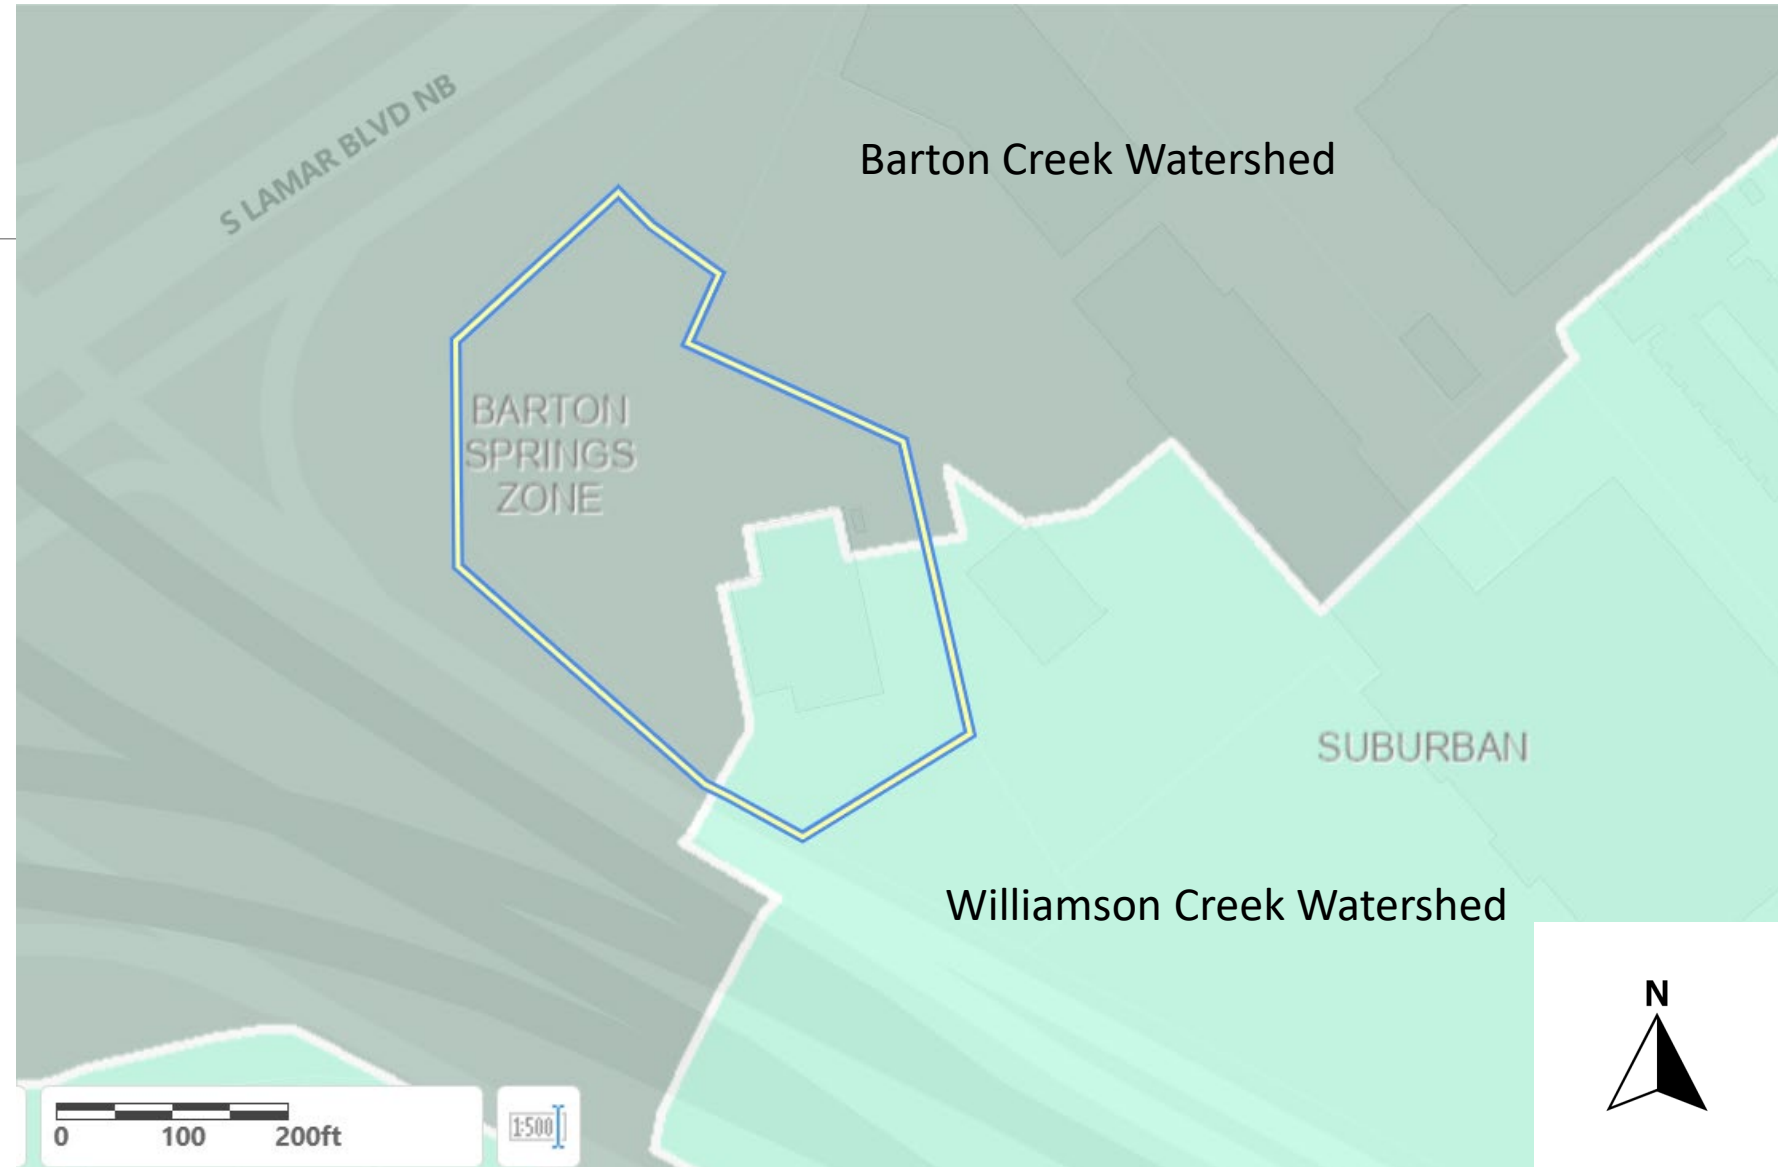 S LAMAR BLVD NB
Barton Creek Watershed
BARTON
SPRINGS
ZONE
SUBURBAN
Williamson Creek Watershed
N
0 100 200ft
1:500